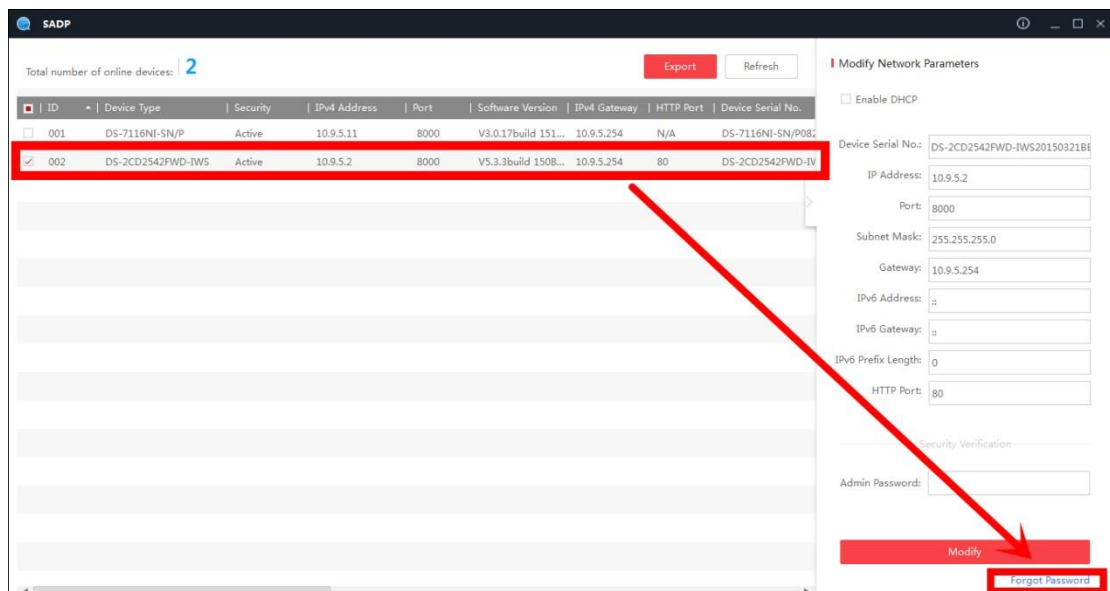 SADP
Total number of online devices: 2
Export
Refresh
ID | Device Type | Security | IPv4 Address | Port | Software Version | IPv4 Gateway | HTTP Port | Device Serial No.
001 DS-7116NI-SN/P Active 10.9.5.11 8000 V3.0.17build 151... 10.9.5.254 N/A DS-7116NI-SN/P082
002 DS-2CD2542FWD-IWS Active 10.9.5.2 8000 V5.3.3build 1508... 10.9.5.254 80 DS-2CD2542FWD-IV
Modify Network Parameters
Enable DHCP
Device Serial No.: DS-2CD2542FWD-IWS20150321BE
IP Address: 10.9.5.2
Port: 8000
Subnet Mask: 255.255.255.0
Gateway: 10.9.5.254
IPv6 Address: ::
IPv6 Gateway: ::
IPv6 Prefix Length: 0
HTTP Port: 80
Security Verification
Admin Password:
Modify
Forgot Password